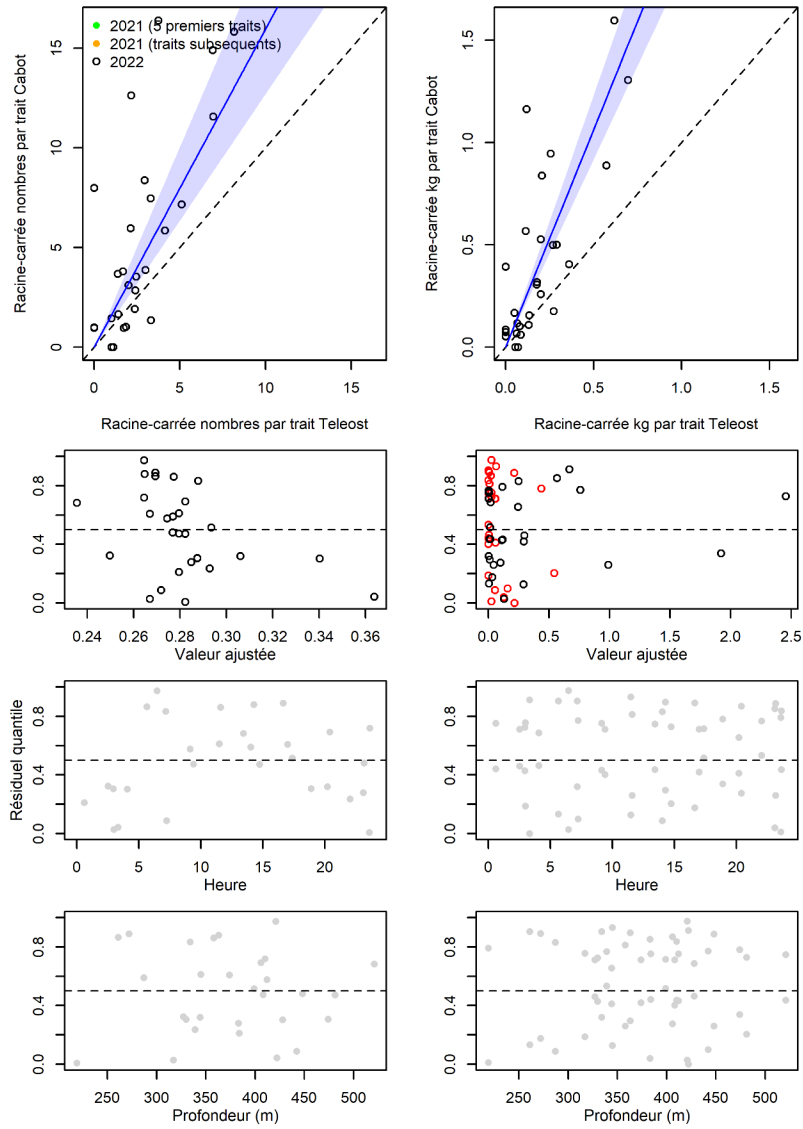 2021 (5 premiers traits)
2021 (traits subsequents)
2022
Racine-carrée nombres par trait Cabot
0 5 10 15
0 5 10 15
Racine-carrée nombres par trait Teleost
Racine-carrée kg par trait Cabot
0.0 0.5 1.0 1.5
0.0 0.5 1.0 1.5
Racine-carrée kg par trait Teleost
0.0 0.4 0.8
0.24 0.26 0.28 0.30 0.32 0.34 0.36
Valeur ajustée
0.0 0.4 0.8
0.0 0.5 1.0 1.5 2.0 2.5
Valeur ajustée
Résiduel quantile
0.0 0.4 0.8
0 5 10 15 20
Heure
0.0 0.4 0.8
0 5 10 15 20
Heure
0.0 0.4 0.8
250 300 350 400 450 500
Profondeur (m)
0.0 0.4 0.8
250 300 350 400 450 500
Profondeur (m)